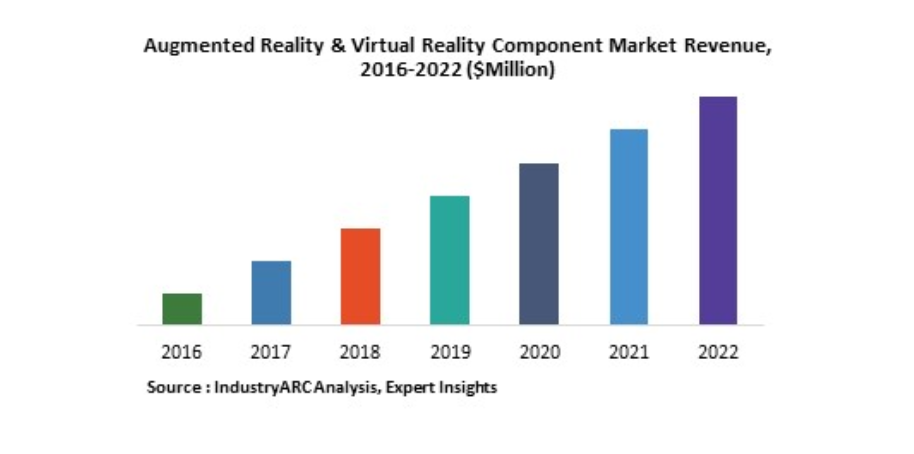 Augmented Reality & Virtual Reality Component Market Revenue,
2016-2022 ($Million)
2016 2017 2018 2019 2020 2021 2022
Source : IndustryARC Analysis, Expert Insights